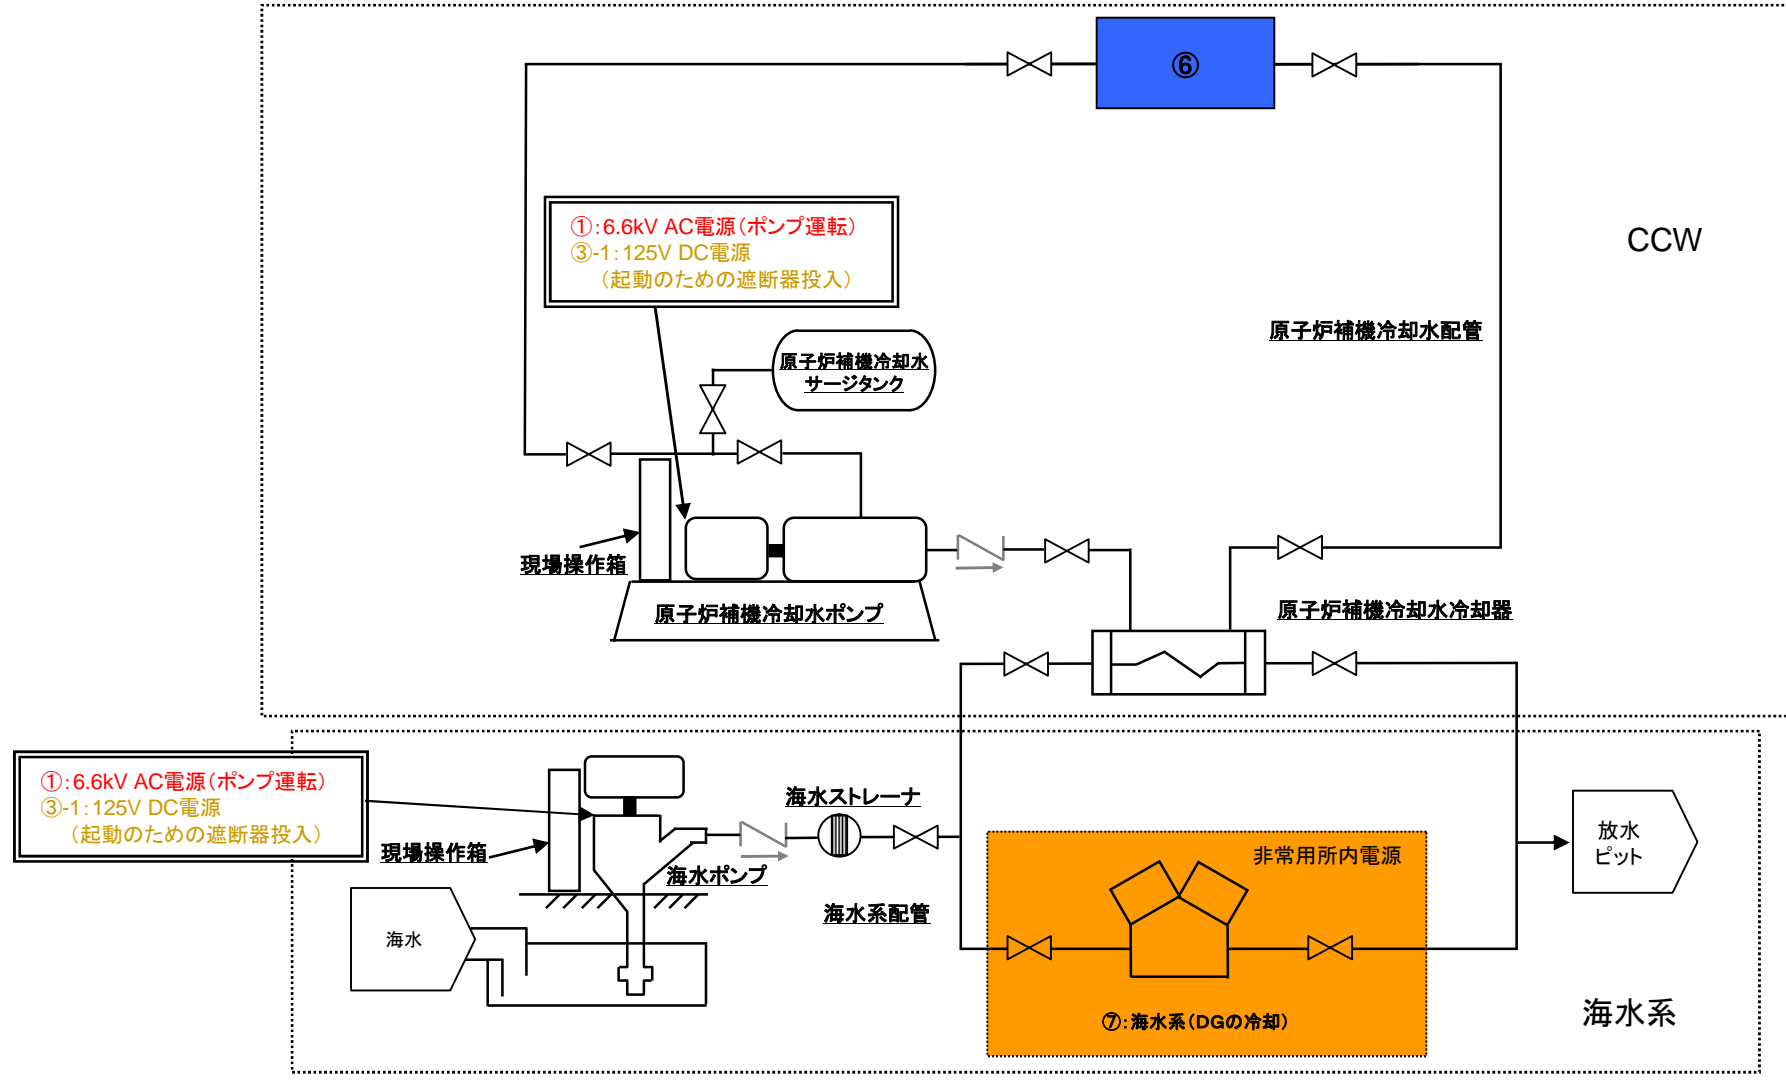 ⑥
①:6.6kV AC電源(ポンプ運転)
③-1:125V DC電源
(起動のための遮断器投入)
CCW
原子炉補機冷却水配管
原子炉補機冷却水
サージタンク
現場操作箱
原子炉補機冷却水ポンプ
原子炉補機冷却水冷却器
①:6.6kV AC電源(ポンプ運転)
③-1:125V DC電源
(起動のための遮断器投入)
海水ストレーナ
現場操作箱
海水ポンプ
海水系配管
非常用所内電源
放水
ピット
海水
⑦:海水系(DGの冷却)
海水系